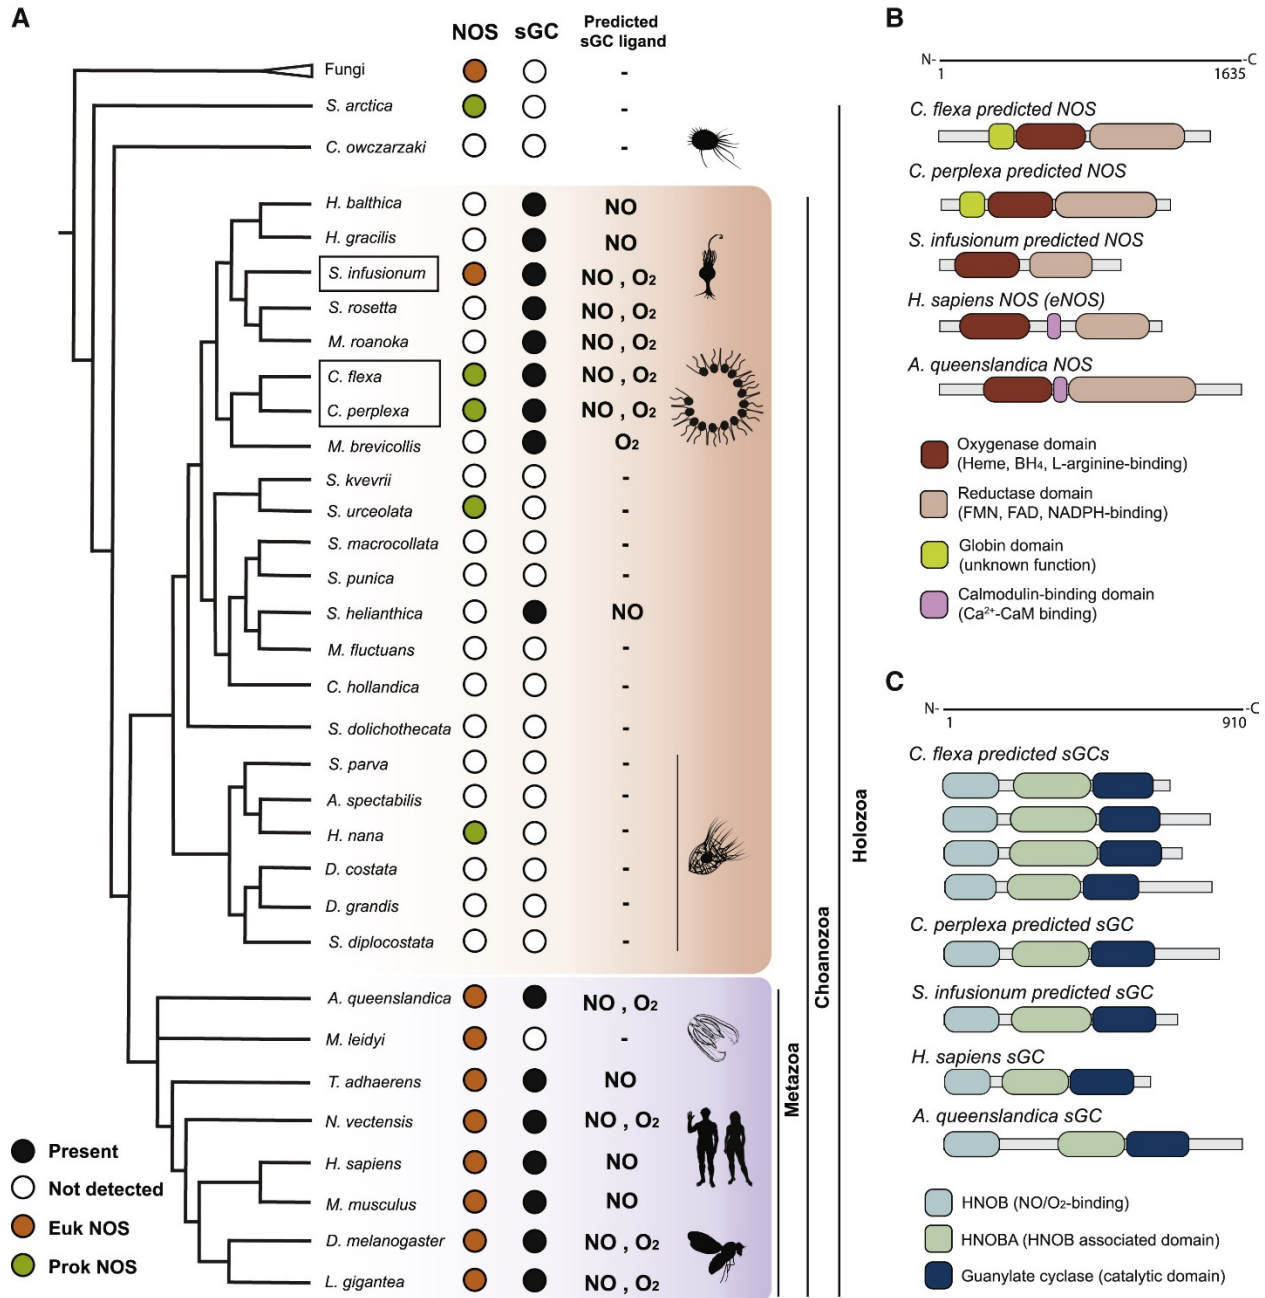 A
NOS
sGC
Predicted
sGC ligand
Fungi
-
S. arctica
-
C. owczarzaki
-
H. balthica
NO
H. gracilis
NO
S. infusionum
NO , O₂
S. rosetta
NO , O₂
M. roanoka
NO , O₂
C. flexa
NO , O₂
C. perplexa
NO , O₂
M. brevicollis
O₂
S. kvevrii
-
S. urceolata
-
S. macrocollata
-
S. punica
-
S. helianthica
NO
M. fluctuans
-
C. hollandica
-
S. dolichothecata
-
S. parva
-
A. spectabilis
-
H. nana
-
D. costata
-
D. grandis
-
S. diplocostata
-
A. queenslandica
NO , O₂
M. leidyi
-
T. adhaerens
NO
N. vectensis
NO , O₂
H. sapiens
NO
M. musculus
NO
D. melanogaster
NO , O₂
L. gigantea
NO , O₂
Metazoa
Choanozoa
Holozoa
Present
Not detected
Euk NOS
Prok NOS
B
N-
-C
1
1635
C. flexa predicted NOS
C. perplexa predicted NOS
S. infusionum predicted NOS
H. sapiens NOS (eNOS)
A. queenslandica NOS
Oxygenase domain
(Heme, BH₄, L-arginine-binding)
Reductase domain
(FMN, FAD, NADPH-binding)
Globin domain
(unknown function)
Calmodulin-binding domain
(Ca²⁺-CaM binding)
C
N-
-C
1
910
C. flexa predicted sGCs
C. perplexa predicted sGC
S. infusionum predicted sGC
H. sapiens sGC
A. queenslandica sGC
HNOB (NO/O₂-binding)
HNOBA (HNOB associated domain)
Guanylate cyclase (catalytic domain)